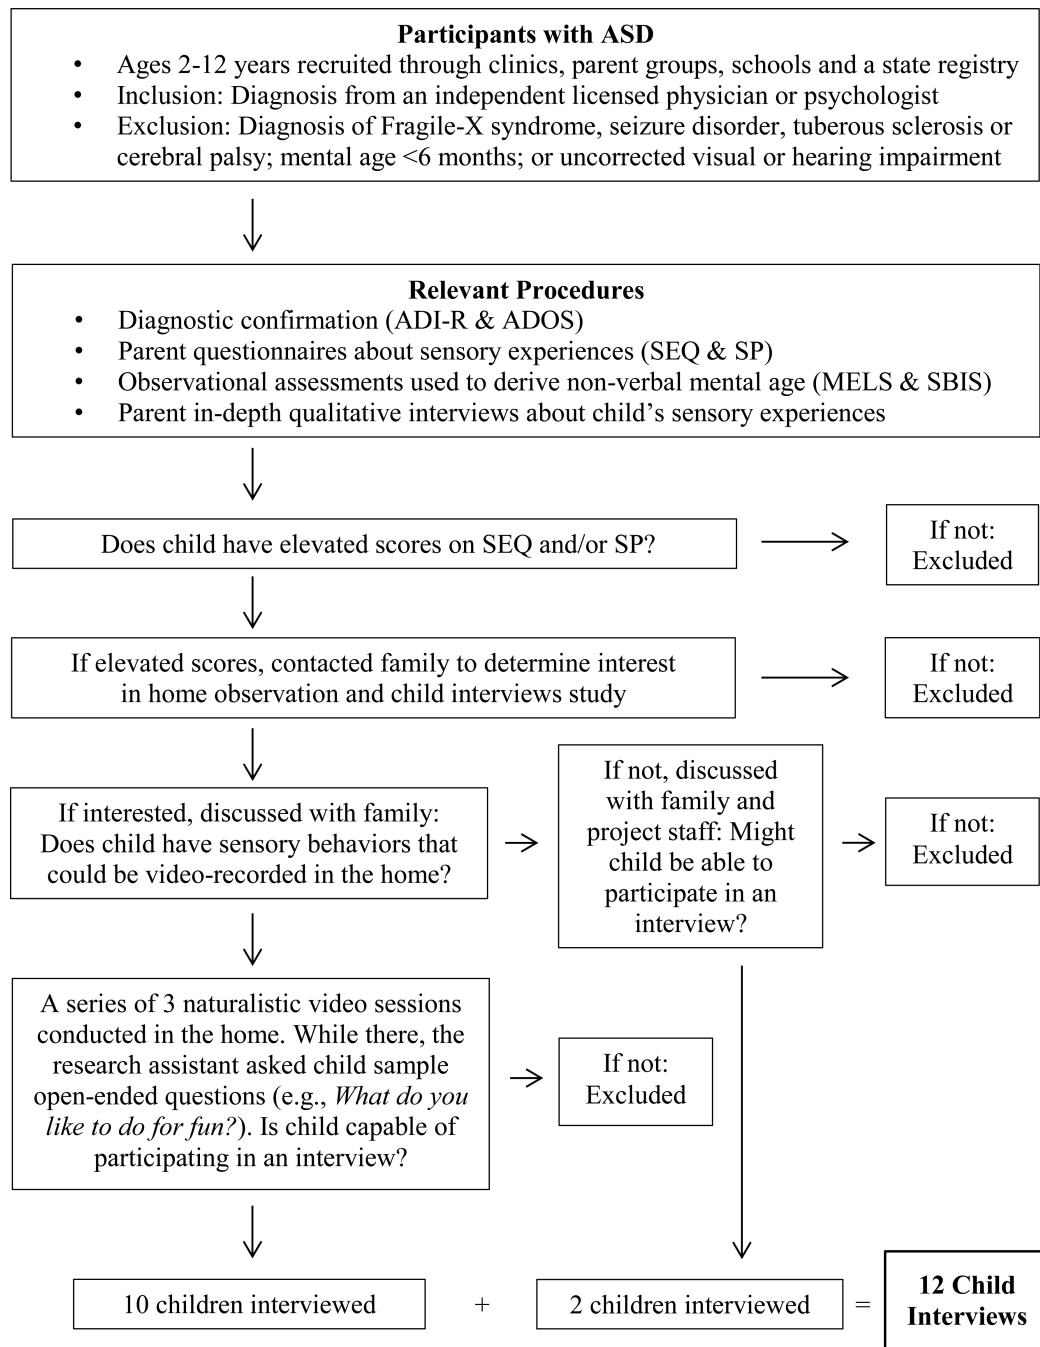 Participants with ASD
• Ages 2-12 years recruited through clinics, parent groups, schools and a state registry
• Inclusion: Diagnosis from an independent licensed physician or psychologist
• Exclusion: Diagnosis of Fragile-X syndrome, seizure disorder, tuberous sclerosis or
cerebral palsy; mental age <6 months; or uncorrected visual or hearing impairment
Relevant Procedures
• Diagnostic confirmation (ADI-R & ADOS)
• Parent questionnaires about sensory experiences (SEQ & SP)
• Observational assessments used to derive non-verbal mental age (MELS & SBIS)
• Parent in-depth qualitative interviews about child's sensory experiences
Does child have elevated scores on SEQ and/or SP?
If not:
Excluded
If elevated scores, contacted family to determine interest
in home observation and child interviews study
If not:
Excluded
If interested, discussed with family:
Does child have sensory behaviors that
could be video-recorded in the home?
If not, discussed
with family and
project staff: Might
child be able to
participate in an
interview?
If not:
Excluded
A series of 3 naturalistic video sessions
conducted in the home. While there, the
research assistant asked child sample
open-ended questions (e.g., What do you
like to do for fun?). Is child capable of
participating in an interview?
If not:
Excluded
10 children interviewed
+
2 children interviewed
=
12 Child
Interviews